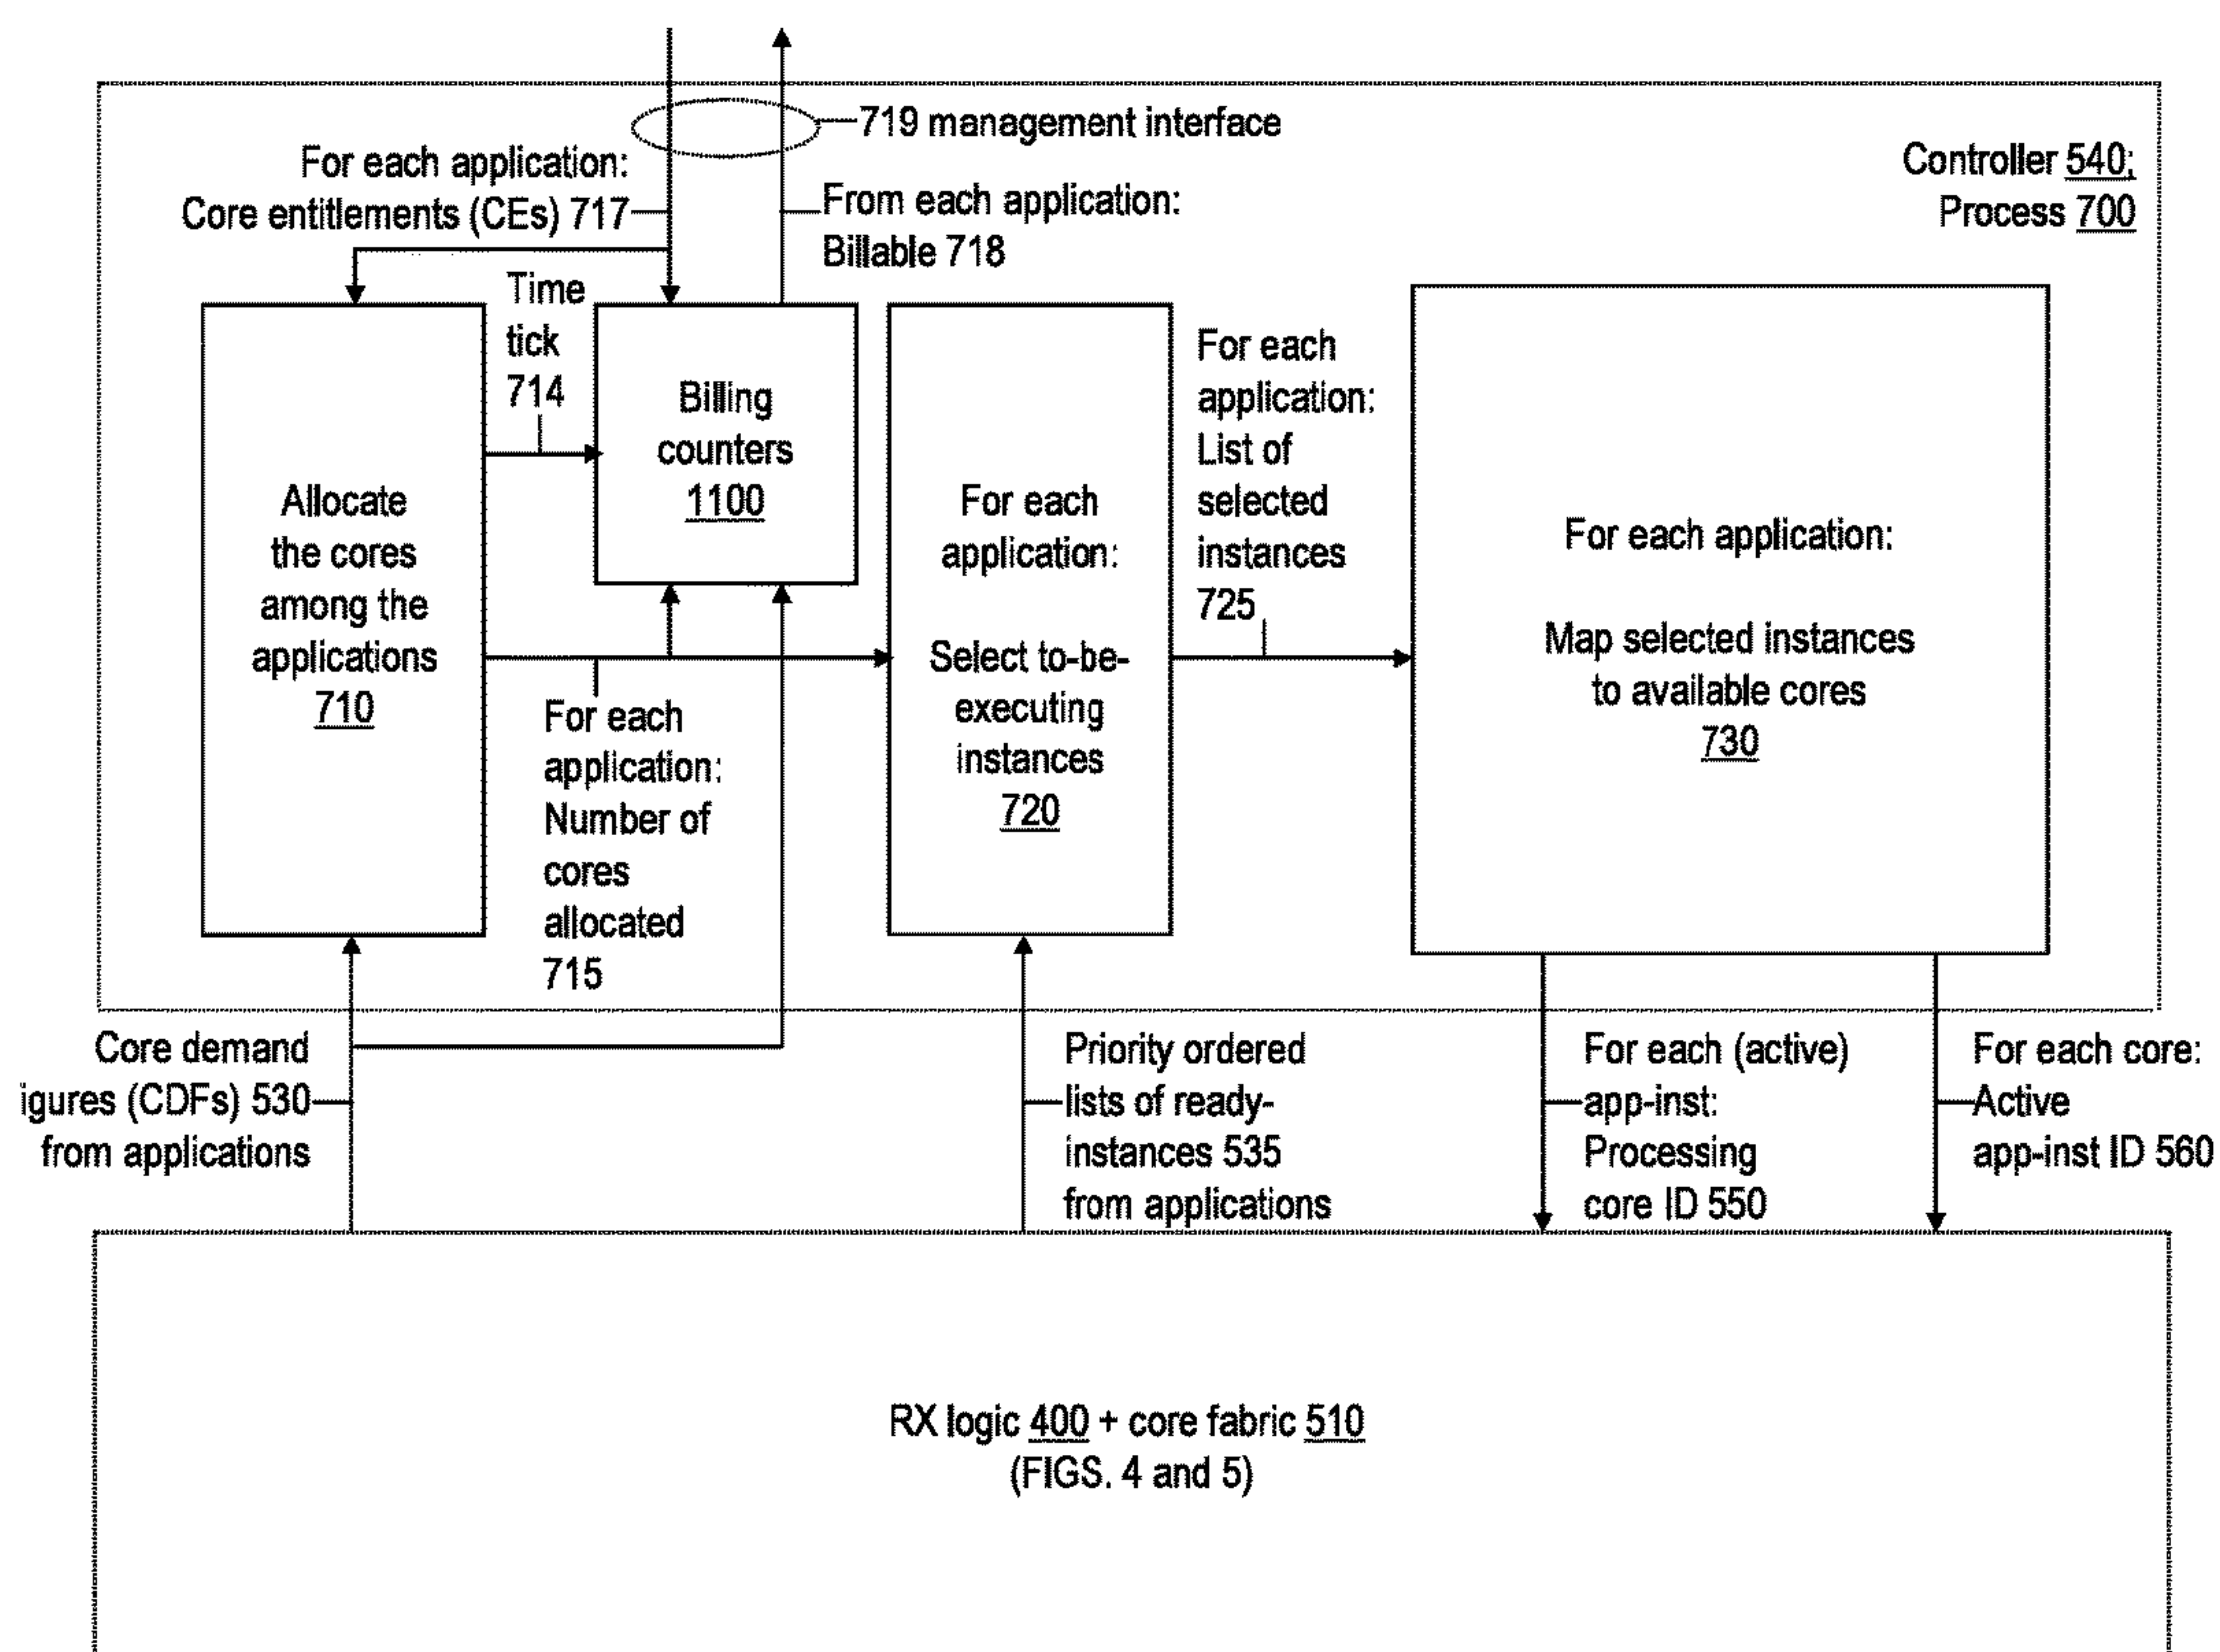 719 management interface
For each application:
Core entitlements (CEs) 717
From each application:
Billable 718
Controller 540;
Process 700
Time
tick
714
Billing
counters
1100
Allocate
the cores
among the
applications
710
For each
application:
Number of
cores
allocated
715
For each
application:
Select to-be-
executing
instances
720
For each
application:
List of
selected
instances
725
For each application:
Map selected instances
to available cores
730
Core demand
igures (CDFs) 530
from applications
Priority ordered
lists of ready-
instances 535
from applications
For each (active)
app-inst:
Processing
core ID 550
For each core:
Active
app-inst ID 560
RX logic 400 + core fabric 510
(FIGS. 4 and 5)